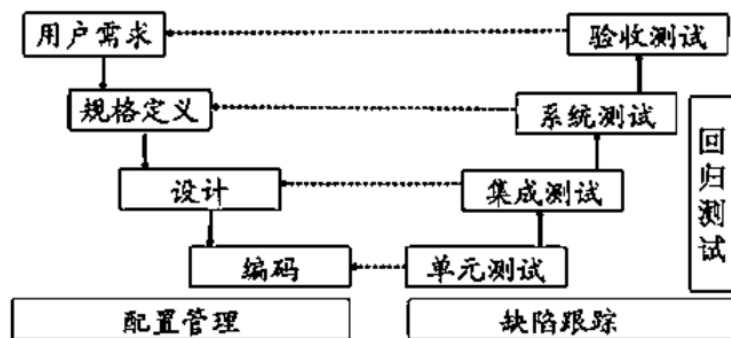 用户需求
验收测试
规格定义
系统测试
设计
集成测试
编码
单元测试
回归测试
配置管理
缺陷跟踪